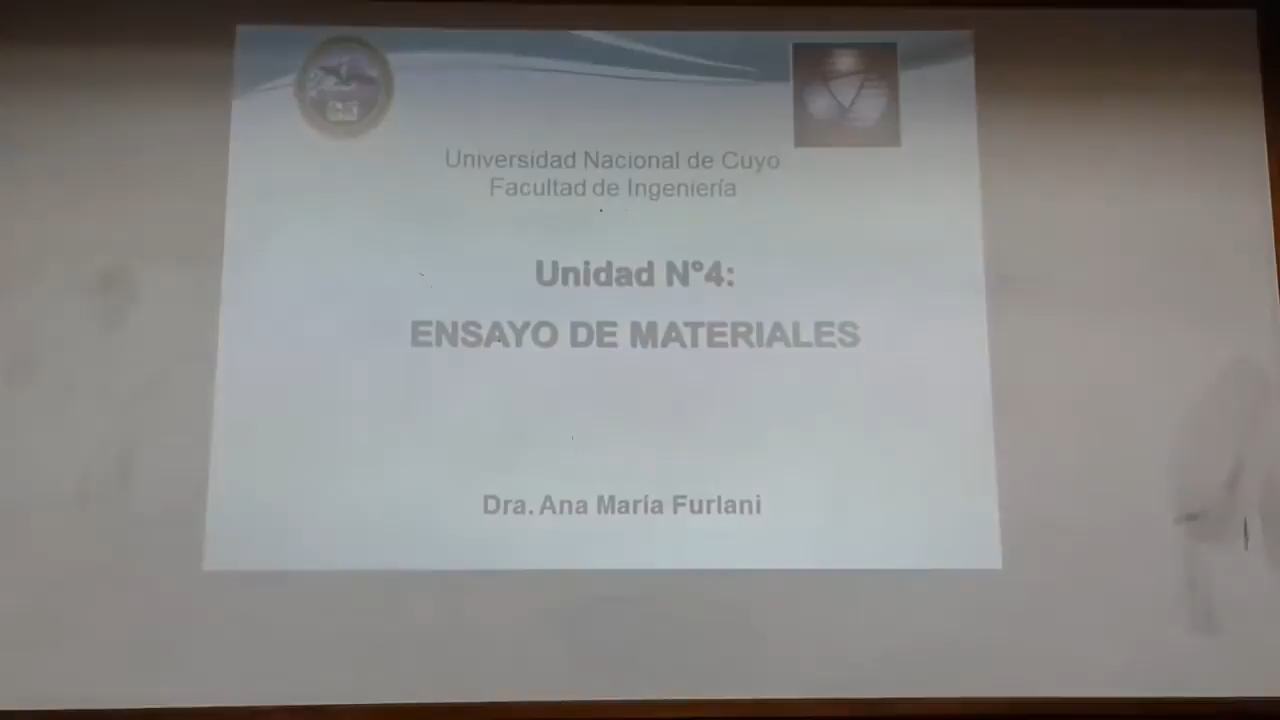 Universidad Nacional de Cuyo
Facultad de Ingeniería
Unidad N°4:
ENSAYO DE MATERIALES
Dra. Ana María Furlani